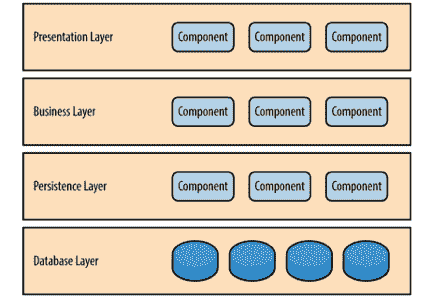 Presentation Layer Component Component Component
Business Layer Component Component Component
Persistence Layer Component Component Component
Database Layer